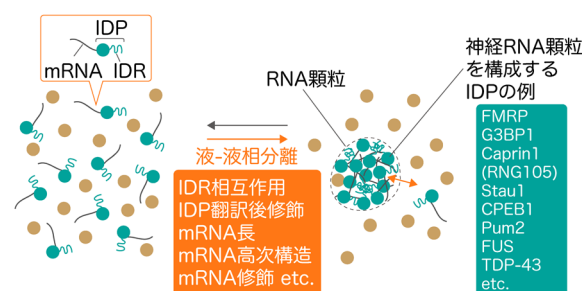 IDP
mRNA
IDR
RNA顆粒
神経RNA顆粒
を構成する
IDPの例
液-液相分離
IDR相互作用
IDP翻訳後修飾
mRNA長
mRNA高次構造
mRNA修飾 etc.
FMRP
G3BP1
Caprin1
(RNG105)
Stau1
CPEB1
Pum2
FUS
TDP-43
etc.